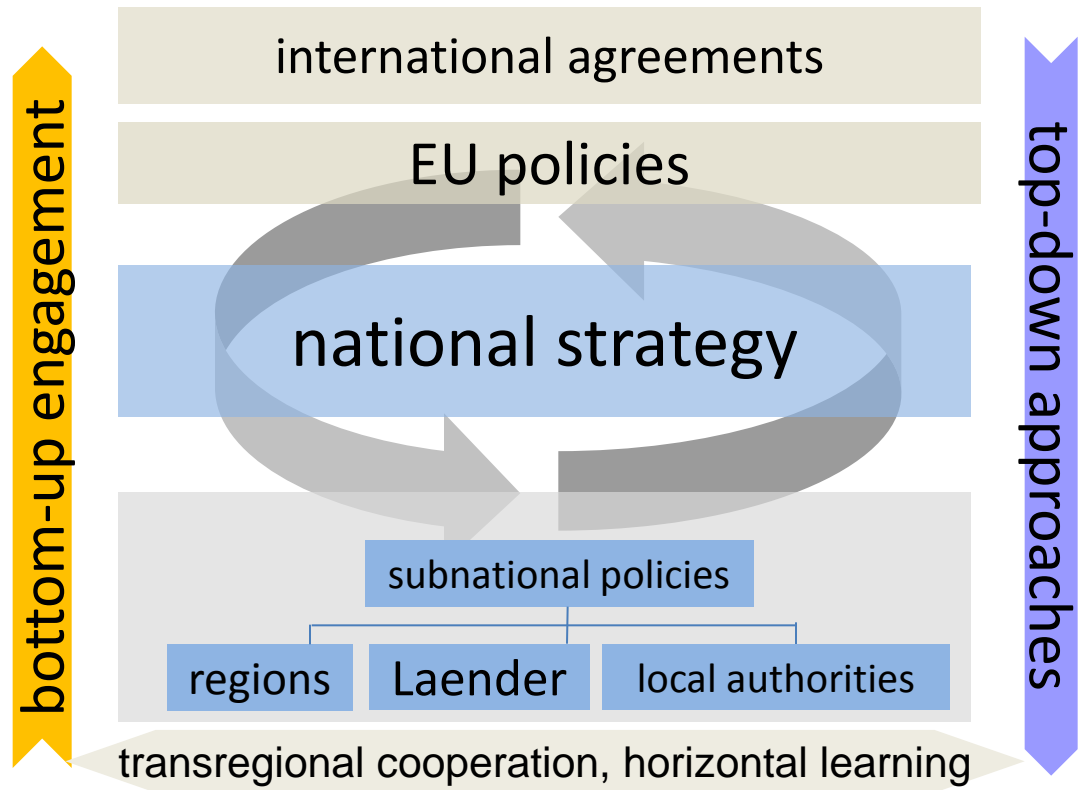 international agreements
EU policies
bottom-up engagement
top-down approaches
national strategy
subnational policies
regions
Laender
local authorities
transregional cooperation, horizontal learning